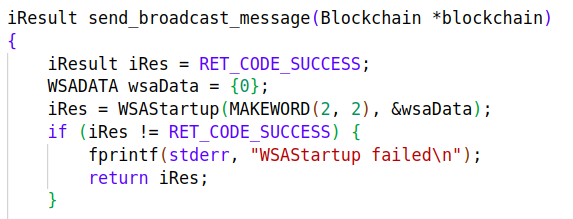 iResult send_broadcast_message(Blockchain *blockchain)
{
    iResult iRes = RET_CODE_SUCCESS;
    WSADATA wsaData = {0};
    iRes = WSAStartup(MAKEWORD(2, 2), &wsaData);
    if (iRes != RET_CODE_SUCCESS) {
        fprintf(stderr, "WSAStartup failed\n");
        return iRes;
    }